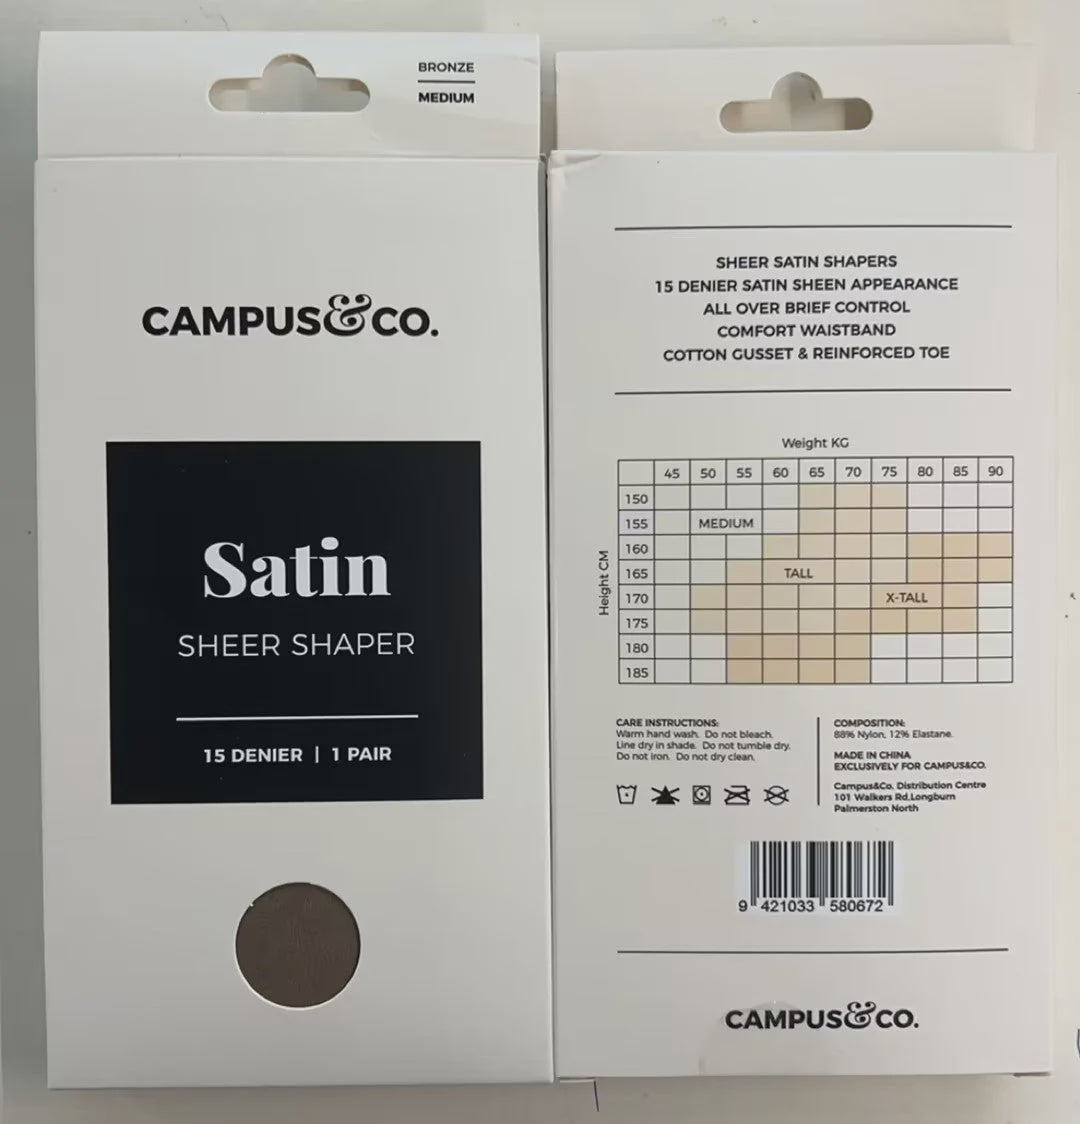 BRONZE
MEDIUM
CAMPUS&CO.
Satin
SHEER SHAPER
15 DENIER | 1 PAIR
SHEER SATIN SHAPERS
15 DENIER SATIN SHEEN APPEARANCE
ALL OVER BRIEF CONTROL
COMFORT WAISTBAND
COTTON GUSSET & REINFORCED TOE
Weight KG
45 50 55 60 65 70 75 80 85 90
Height CM
150
155 MEDIUM
160
165 TALL
170 X-TALL
175
180
185
CARE INSTRUCTIONS:
Warm hand wash. Do not bleach.
Line dry in shade. Do not tumble dry.
Do not iron. Do not dry clean.
COMPOSITION:
88% Nylon, 12% Elastane.
MADE IN CHINA
EXCLUSIVELY FOR CAMPUS&CO.
Campus&Co. Distribution Centre
101 Walkers Rd,Longburn
Palmerston North
9 421033 580672
CAMPUS&CO.